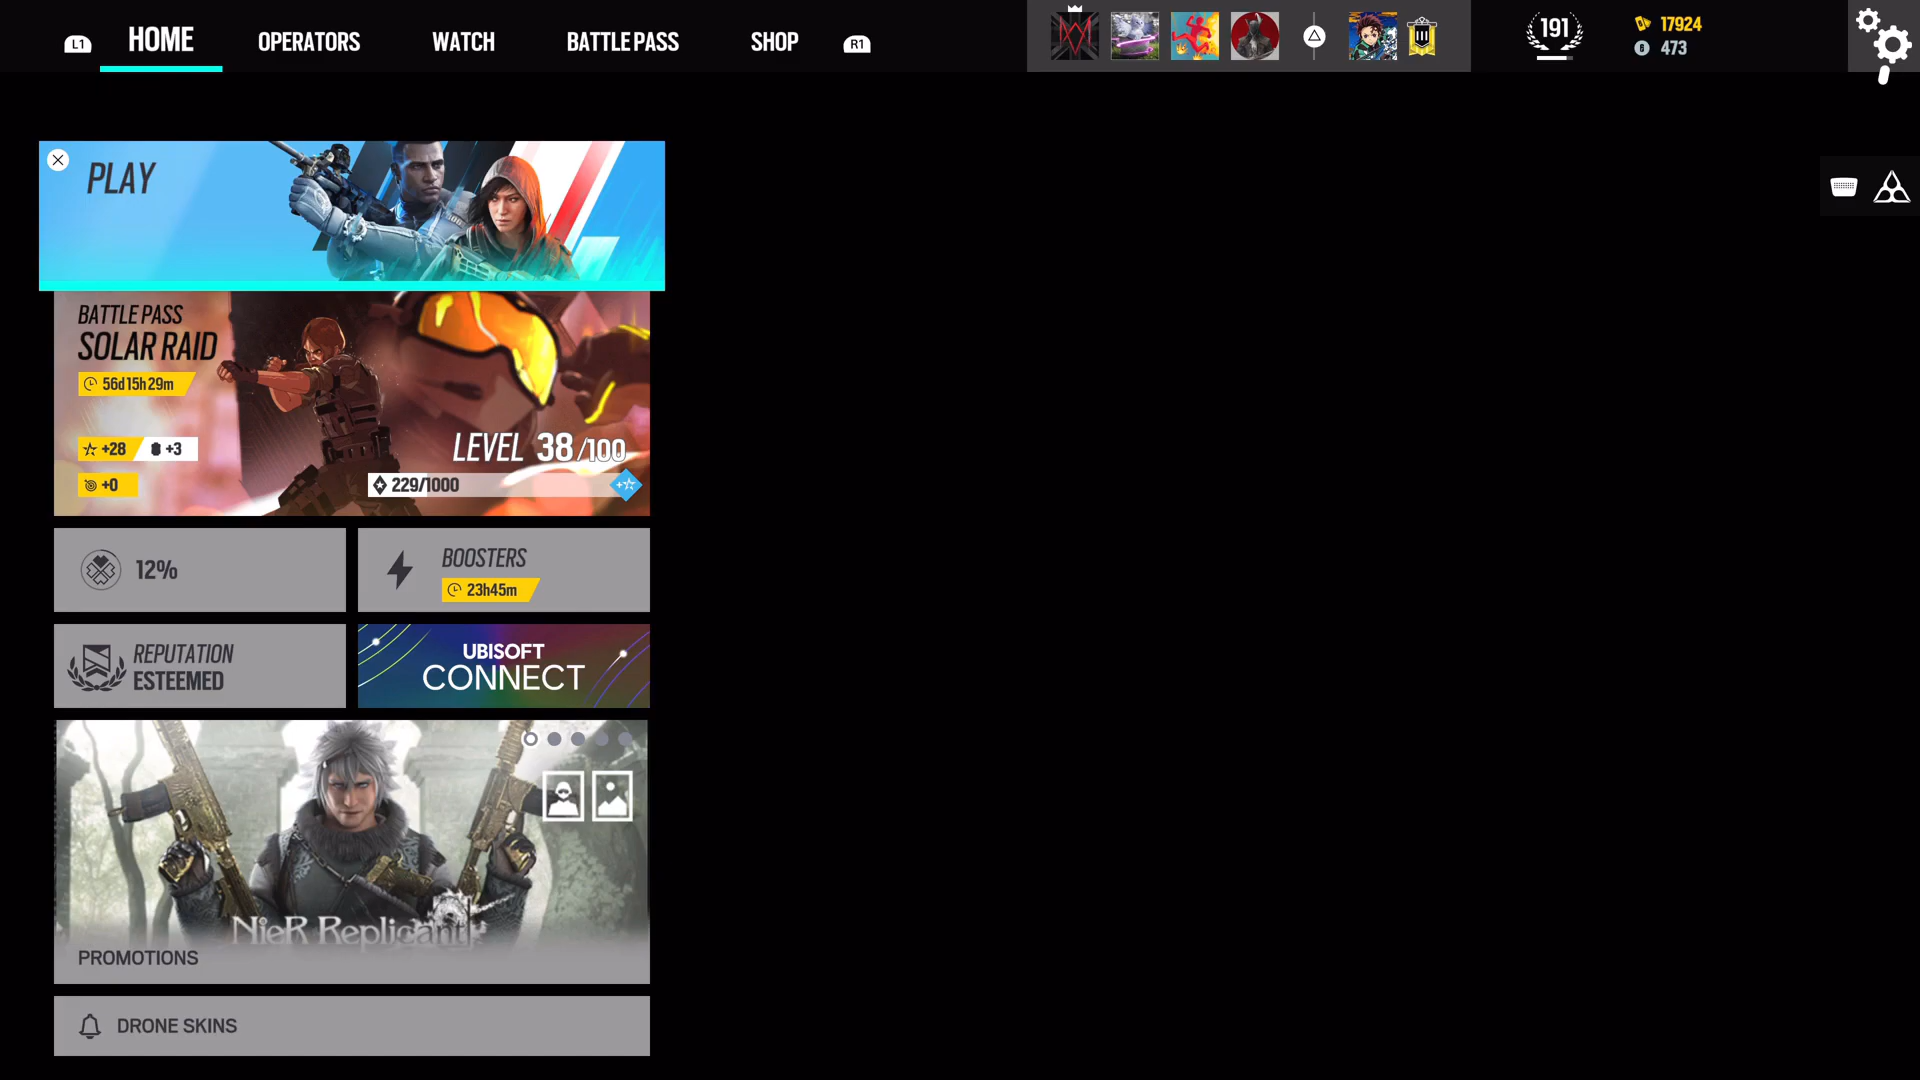 L1 HOME OPERATORS WATCH BATTLE PASS SHOP R1
III
191
17924
473
PLAY
BATTLE PASS
SOLAR RAID
56d 15h 29m
+28 +3
LEVEL 38/100
+0
229/1000
12%
BOOSTERS
23h45m
REPUTATION
ESTEEMED
UBISOFT
CONNECT
NieR Replicant
PROMOTIONS
DRONE SKINS